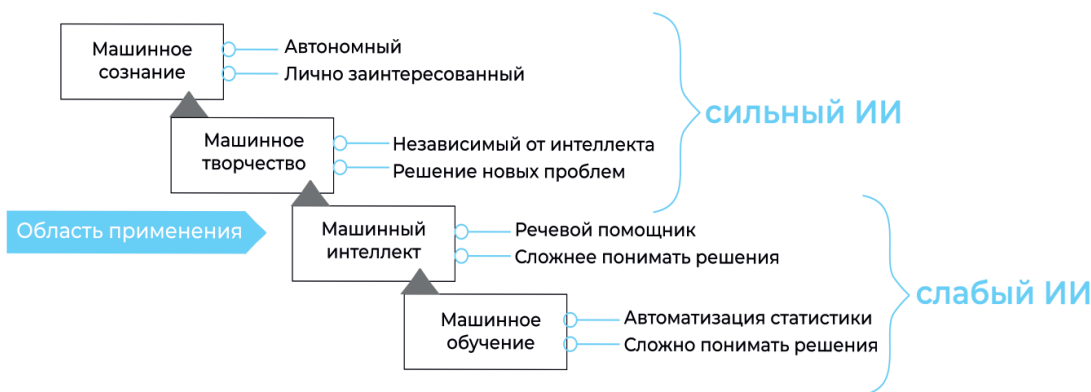 Машинное
сознание
Автономный
Лично заинтересованный
сильный ИИ
Машинное
творчество
Независимый от интеллекта
Решение новых проблем
Область применения
Машинный
интеллект
Речевой помощник
Сложнее понимать решения
слабый ИИ
Машинное
обучение
Автоматизация статистики
Сложно понимать решения